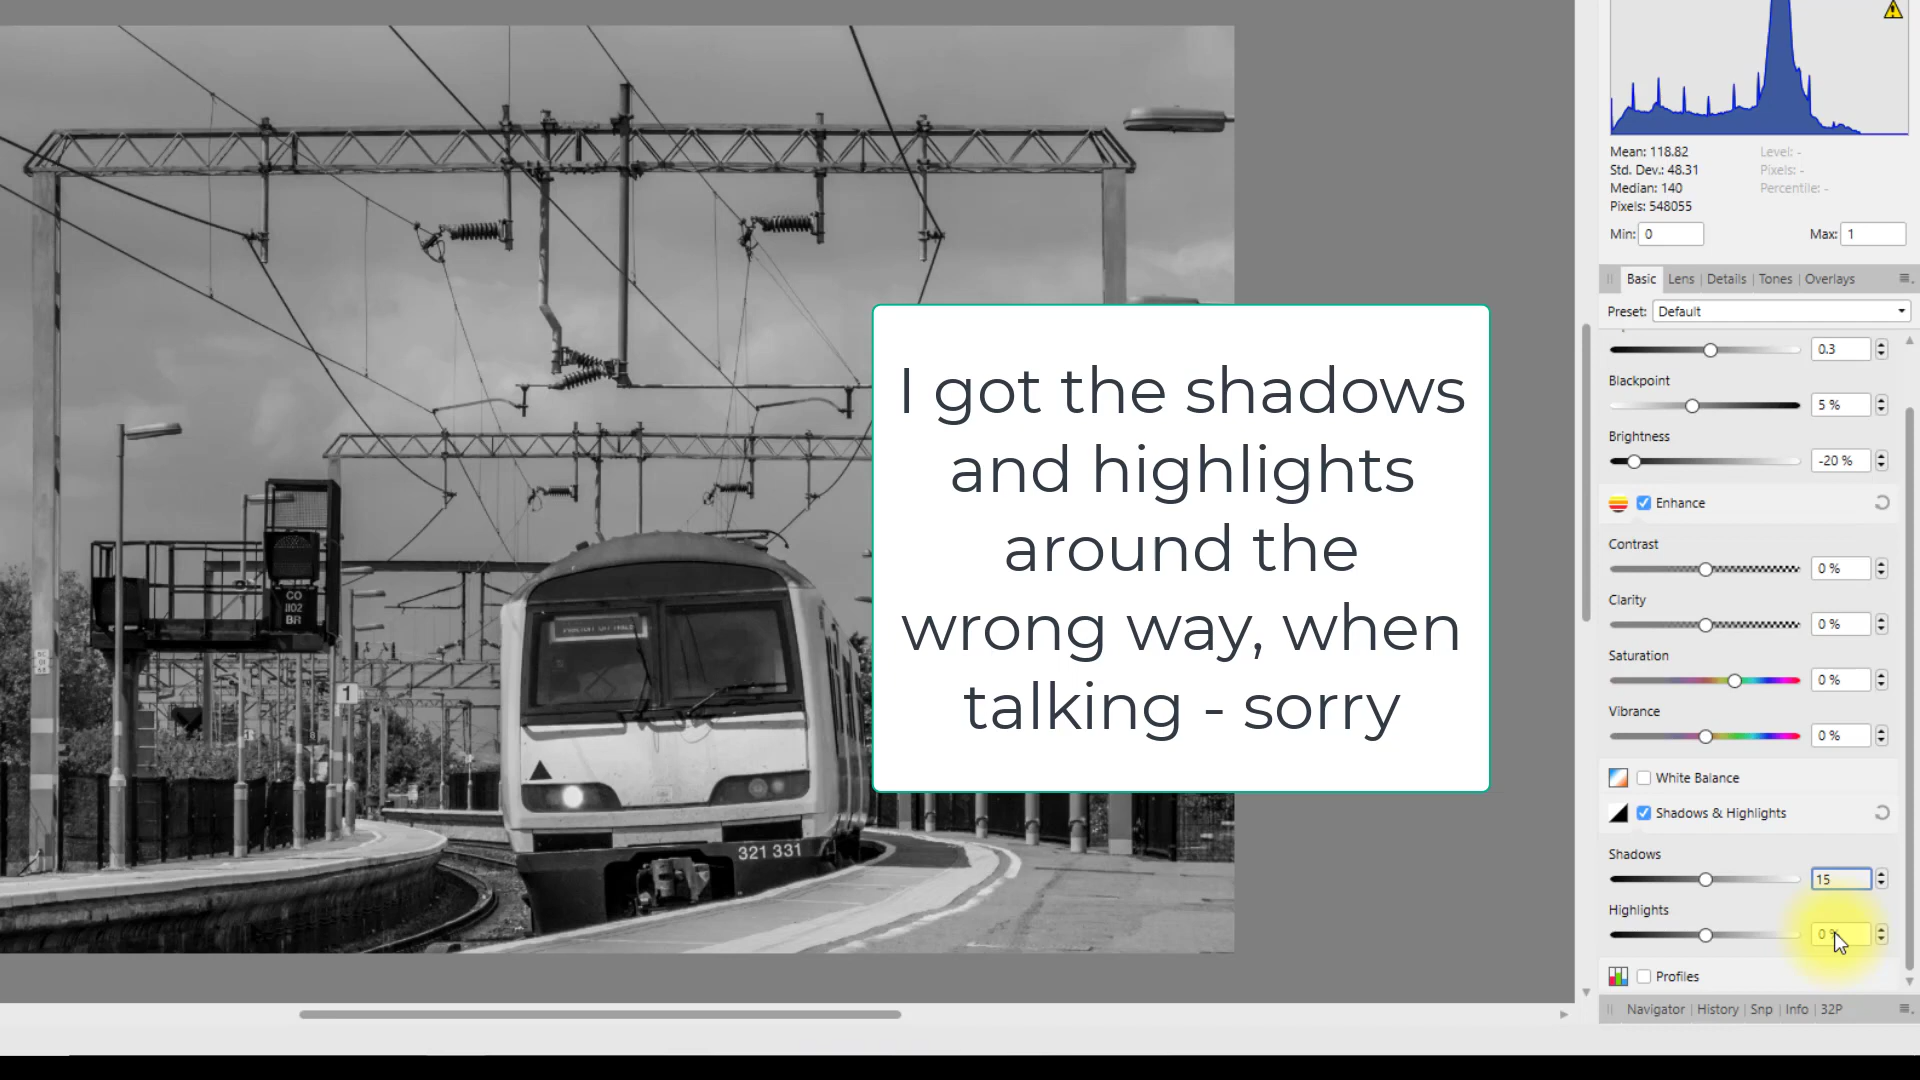 Mean: 118.82
Std. Dev.: 48.31
Median: 140
Pixels: 548055
Level: -
Pixels: -
Percentile: -
Min: 0
Max: 1
Basic | Lens | Details | Tones | Overlays
Preset: Default
0.3
Blackpoint
5 %
Brightness
-20 %
Enhance
Contrast
0 %
Clarity
0 %
Saturation
0 %
Vibrance
0 %
White Balance
Shadows & Highlights
Shadows
15
Highlights
0 %
Profiles
Navigator | History | Snp | Info | 32P
I got the shadows
and highlights
around the
wrong way, when
talking - sorry
CO
1102
BR
1
321 331